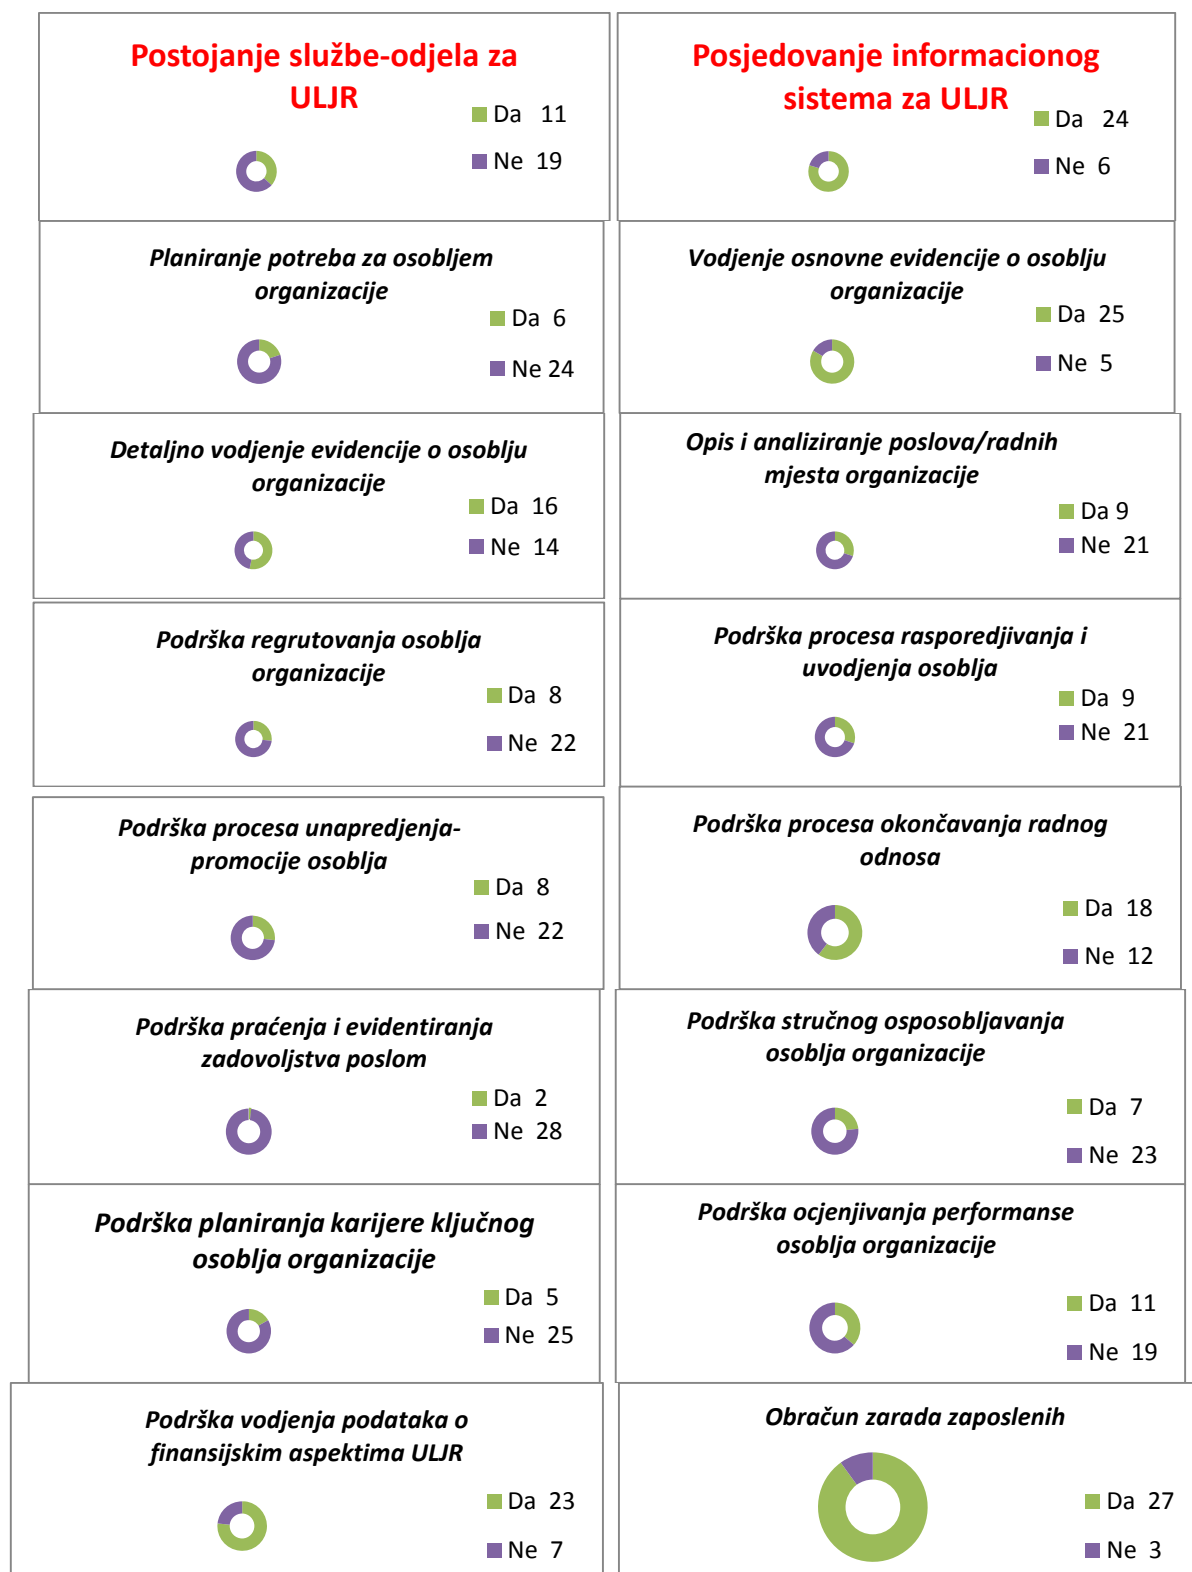 Postojanje službe-odjela za
ULJR
Da 11
Ne 19
Posjedovanje informacionog
sistema za ULJR
Da 24
Ne 6
Planiranje potreba za osobljem
organizacije
Da 6
Ne 24
Vodjenje osnovne evidencije o osoblju
organizacije
Da 25
Ne 5
Detaljno vodjenje evidencije o osoblju
organizacije
Da 16
Ne 14
Opis i analiziranje poslova/radnih
mjesta organizacije
Da 9
Ne 21
Podrška regrutovanja osoblja
organizacije
Da 8
Ne 22
Podrška procesa rasporedjivanja i
uvodjenja osoblja
Da 9
Ne 21
Podrška procesa unapredjenja-
promocije osoblja
Da 8
Ne 22
Podrška procesa okončavanja radnog
odnosa
Da 18
Ne 12
Podrška praćenja i evidentiranja
zadovoljstva poslom
Da 2
Ne 28
Podrška stručnog osposobljavanja
osoblja organizacije
Da 7
Ne 23
Podrška planiranja karijere ključnog
osoblja organizacije
Da 5
Ne 25
Podrška ocjenjivanja performanse
osoblja organizacije
Da 11
Ne 19
Podrška vodjenja podataka o
finansijskim aspektima ULJR
Da 23
Ne 7
Obračun zarada zaposlenih
Da 27
Ne 3